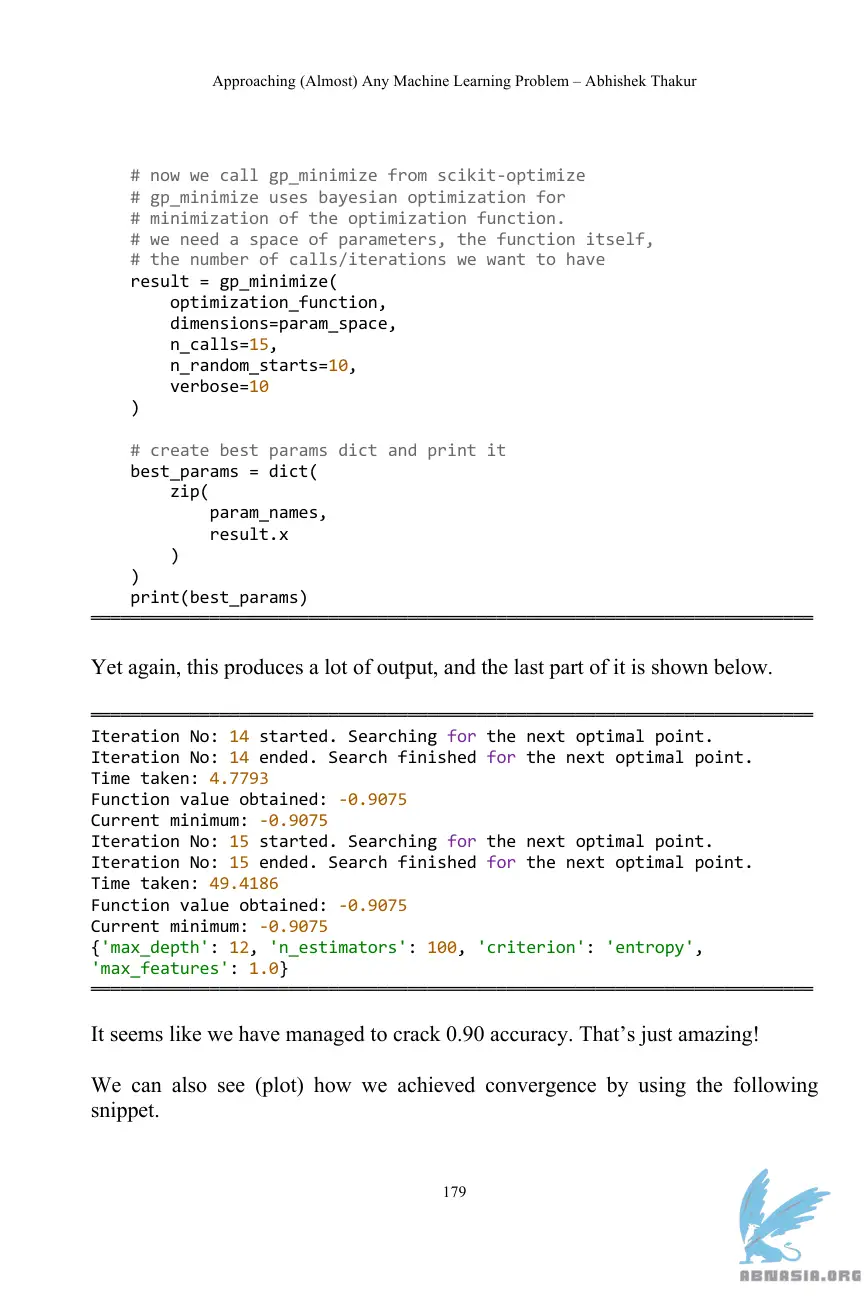 Approaching (Almost) Any Machine Learning Problem – Abhishek Thakur
# now we call gp_minimize from scikit-optimize
# gp_minimize uses bayesian optimization for
# minimization of the optimization function.
# we need a space of parameters, the function itself,
# the number of calls/iterations we want to have
result = gp_minimize(
    optimization_function,
    dimensions=param_space,
    n_calls=15,
    n_random_starts=10,
    verbose=10
)
# create best params dict and print it
best_params = dict(
    zip(
        param_names,
        result.x
    )
)
print(best_params)
Yet again, this produces a lot of output, and the last part of it is shown below.
Iteration No: 14 started. Searching for the next optimal point.
Iteration No: 14 ended. Search finished for the next optimal point.
Time taken: 4.7793
Function value obtained: -0.9075
Current minimum: -0.9075
Iteration No: 15 started. Searching for the next optimal point.
Iteration No: 15 ended. Search finished for the next optimal point.
Time taken: 49.4186
Function value obtained: -0.9075
Current minimum: -0.9075
{'max_depth': 12, 'n_estimators': 100, 'criterion': 'entropy',
'max_features': 1.0}
It seems like we have managed to crack 0.90 accuracy. That’s just amazing!
We can also see (plot) how we achieved convergence by using the following
snippet.
179
ABNASIA.ORG